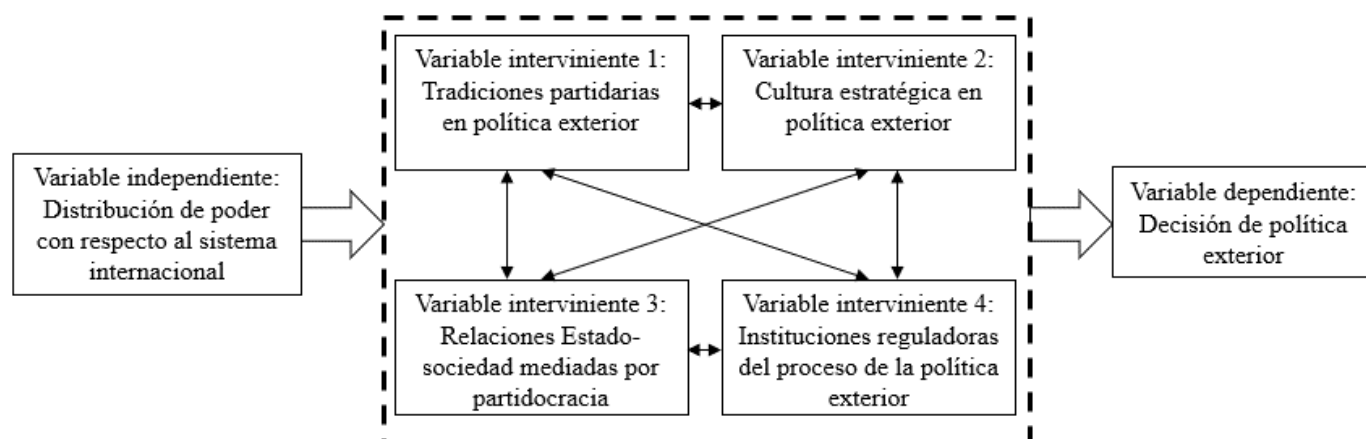 Variable independiente:
Distribución de poder
con respecto al sistema
internacional
Variable interviniente 1:
Tradiciones partidarias
en política exterior
Variable interviniente 2:
Cultura estratégica en
política exterior
Variable interviniente 3:
Relaciones Estado-
sociedad mediadas por
partidocracia
Variable interviniente 4:
Instituciones reguladoras
del proceso de la política
exterior
Variable dependiente:
Decisión de política
exterior